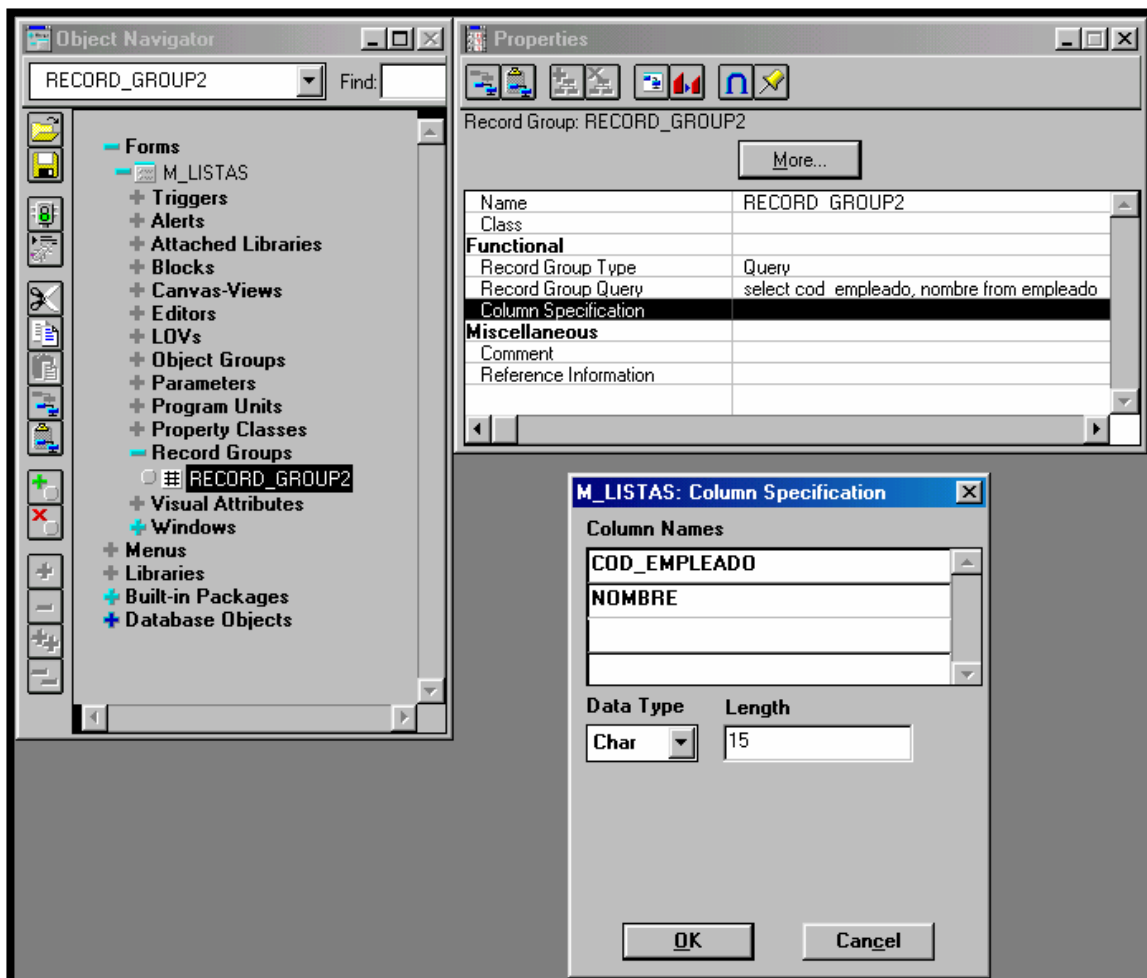 Object Navigator
RECORD_GROUP2
Find:
Forms
M_LISTAS
Triggers
Alerts
Attached Libraries
Blocks
Canvas-Views
Editors
LOVs
Object Groups
Parameters
Program Units
Property Classes
Record Groups
RECORD_GROUP2
Visual Attributes
Windows
Menus
Libraries
Built-in Packages
Database Objects
Properties
Record Group: RECORD_GROUP2
More...
Name RECORD_GROUP2
Class
Functional
Record Group Type Query
Record Group Query select cod_empleado, nombre from empleado
Column Specification
Miscellaneous
Comment
Reference Information
M_LISTAS: Column Specification
Column Names
COD_EMPLEADO
NOMBRE
Data Type Length
Char 15
OK Cancel